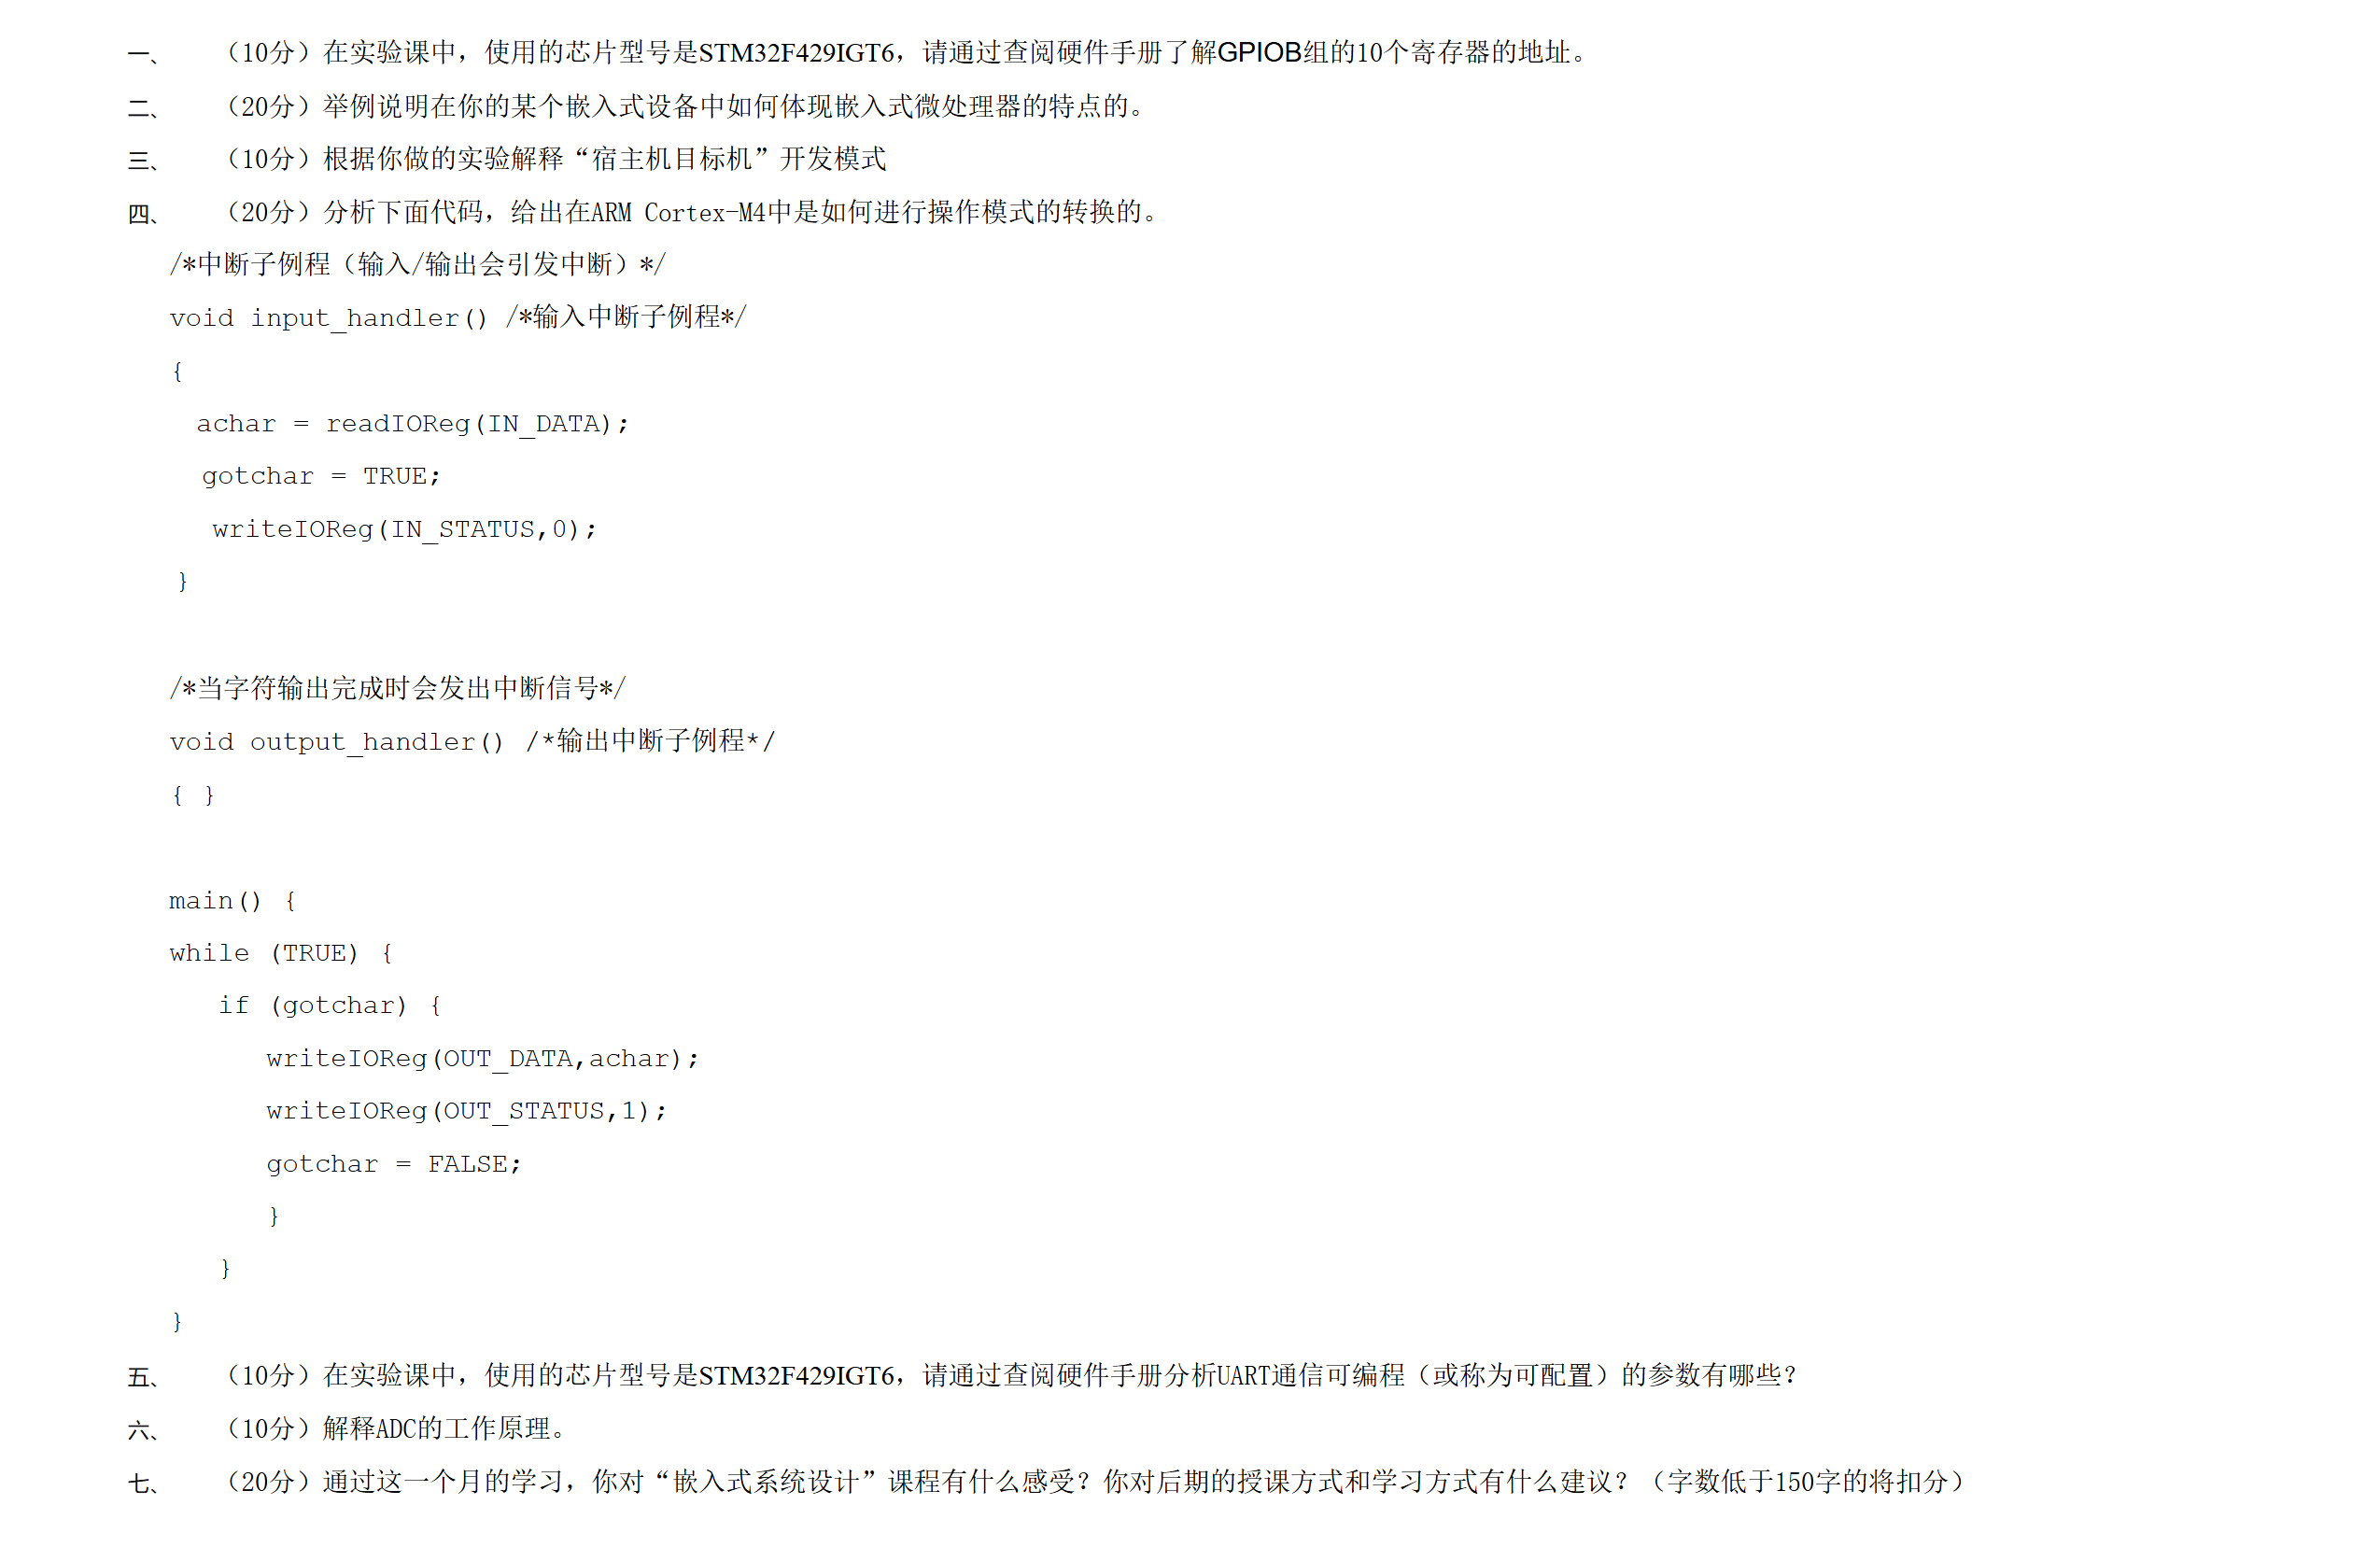 一、 （10分）在实验课中，使用的芯片型号是STM32F429IGT6，请通过查阅硬件手册了解GPIOB组的10个寄存器的地址。
二、 （20分）举例说明在你的某个嵌入式设备中如何体现嵌入式微处理器的特点的。
三、 （10分）根据你做的实验解释“宿主机目标机”开发模式
四、 （20分）分析下面代码，给出在ARM Cortex-M4中是如何进行操作模式的转换的。
/*中断子例程（输入/输出会引发中断）*/
void input_handler() /*输入中断子例程*/
{
achar = readIOReg(IN_DATA);
gotchar = TRUE;
writeIOReg(IN_STATUS,0);
}
/*当字符输出完成时会发出中断信号*/
void output_handler() /*输出中断子例程*/
{ }
main() {
while (TRUE) {
if (gotchar) {
writeIOReg(OUT_DATA,achar);
writeIOReg(OUT_STATUS,1);
gotchar = FALSE;
}
}
}
五、 （10分）在实验课中，使用的芯片型号是STM32F429IGT6，请通过查阅硬件手册分析UART通信可编程（或称为可配置）的参数有哪些？
六、 （10分）解释ADC的工作原理。
七、 （20分）通过这一个月的学习，你对“嵌入式系统设计”课程有什么感受？你对后期的授课方式和学习方式有什么建议？（字数低于150字的将扣分）